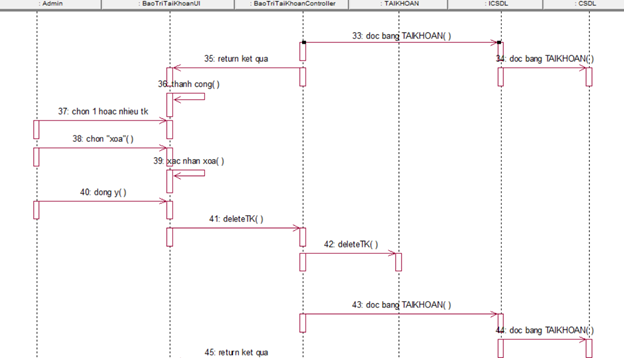 : Admin : BaoTriTaiKhoanUI : BaoTriTaiKhoanController : TAIKHOAN : ICSDL : CSDL
33: doc bang TAIKHOAN( )
34: doc bang TAIKHOAN( )
35: return ket qua
36: thanh cong( )
37: chon 1 hoac nhieu tk
38: chon "xoa"( )
39: xac nhan xoa( )
40: dong y( )
41: deleteTK( )
42: deleteTK( )
43: doc bang TAIKHOAN( )
44: doc bang TAIKHOAN( )
45: return ket qua